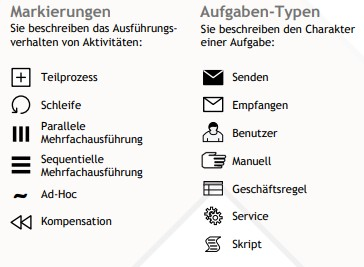 Markierungen
Sie beschreiben das Ausführungs-
verhalten von Aktivitäten:
Teilprozess
Schleife
Parallele
Mehrfachausführung
Sequentielle
Mehrfachausführung
Ad-Hoc
Kompensation
Aufgaben-Typen
Sie beschreiben den Charakter
einer Aufgabe:
Senden
Empfangen
Benutzer
Manuell
Geschäftsregel
Service
Skript